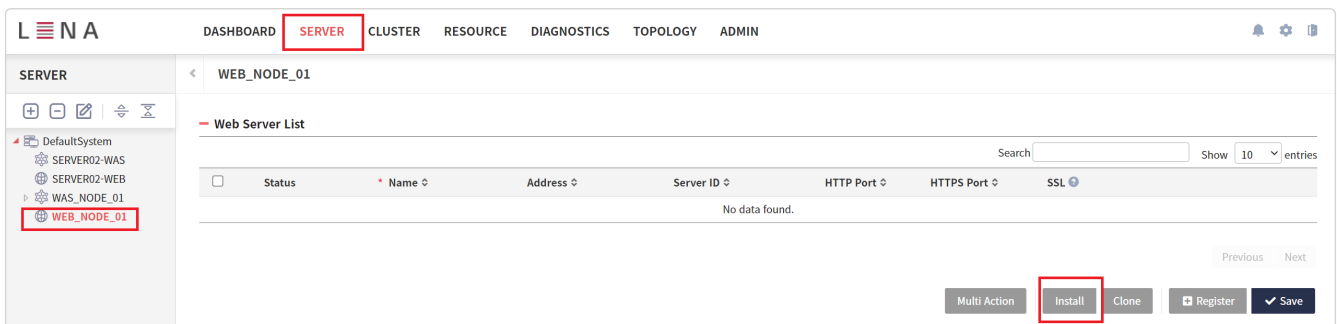 LENA
DASHBOARD SERVER CLUSTER RESOURCE DIAGNOSTICS TOPOLOGY ADMIN
SERVER
WEB_NODE_01
DefaultSystem
SERVER02-WAS
SERVER02-WEB
WAS_NODE_01
WEB_NODE_01
Web Server List
Search Show 10 entries
Status * Name Address Server ID HTTP Port HTTPS Port SSL ?
No data found.
Previous Next
Multi Action Install Clone Register Save